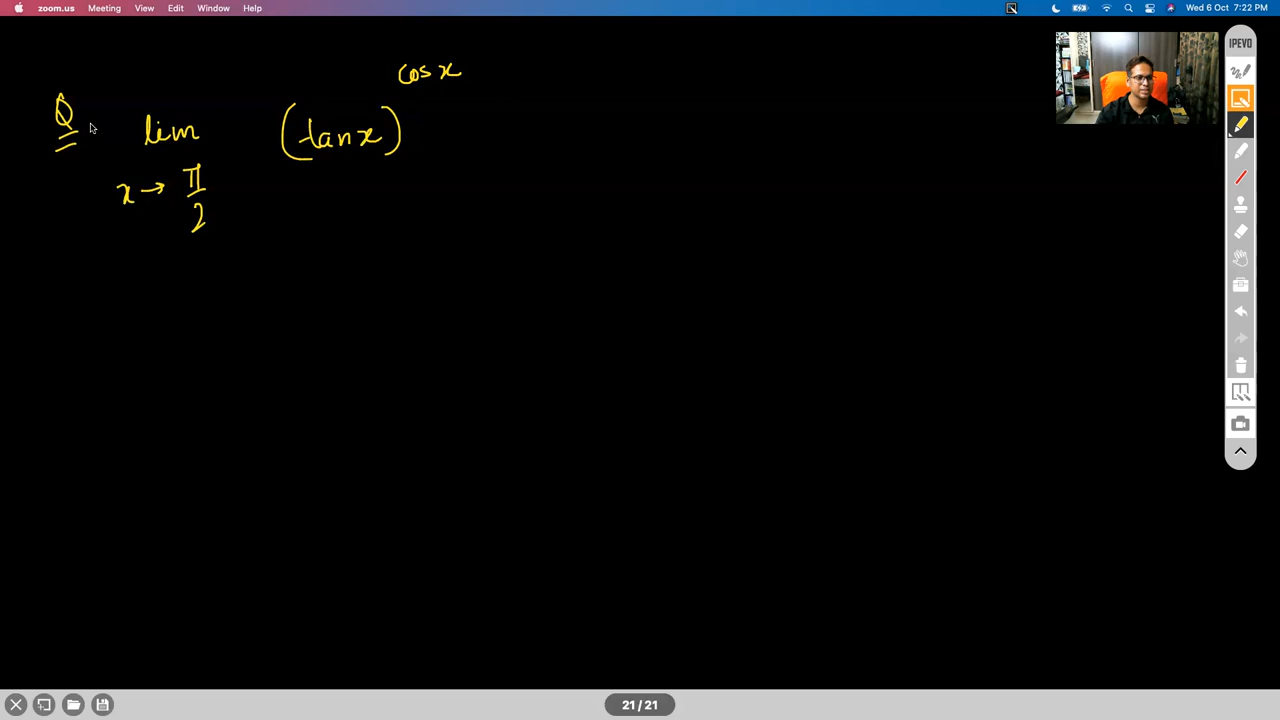 zoom.us Meeting View Edit Window Help Wed 6 Oct 7:22 PM
IPEVO
Q lim (tanx)^cos x
x→ π/2
21/21